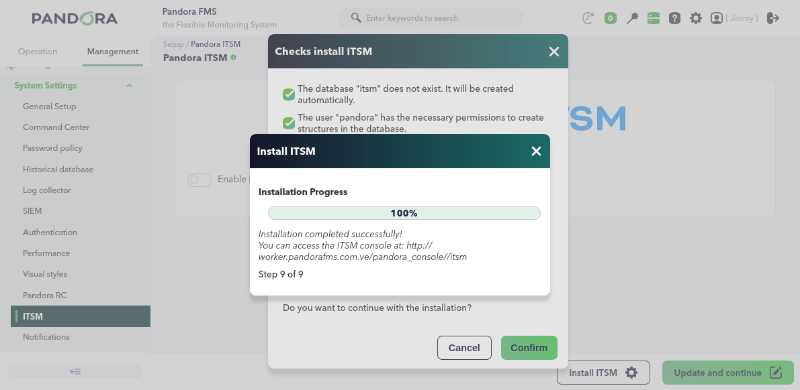 PANDORA
Pandora FMS
the Flexible Monitoring System
Enter keywords to search
0
[ Jimmy ]
Operation
Management
Setup / Pandora ITSM
Pandora ITSM
System Settings
General Setup
Command Center
Password policy
Historical database
Log collector
SIEM
Authentication
Performance
Visual styles
Pandora RC
ITSM
Notifications
Checks install ITSM
The database "itsm" does not exist. It will be created
automatically.
The user "pandora" has the necessary permissions to create
structures in the database.
TSM
Enable
Install ITSM
Installation Progress
100%
Installation completed successfully!
You can access the ITSM console at: http://
worker.pandorafms.com.ve/pandora_console//itsm
Step 9 of 9
Do you want to continue with the installation?
Cancel
Confirm
Install ITSM
Update and continue